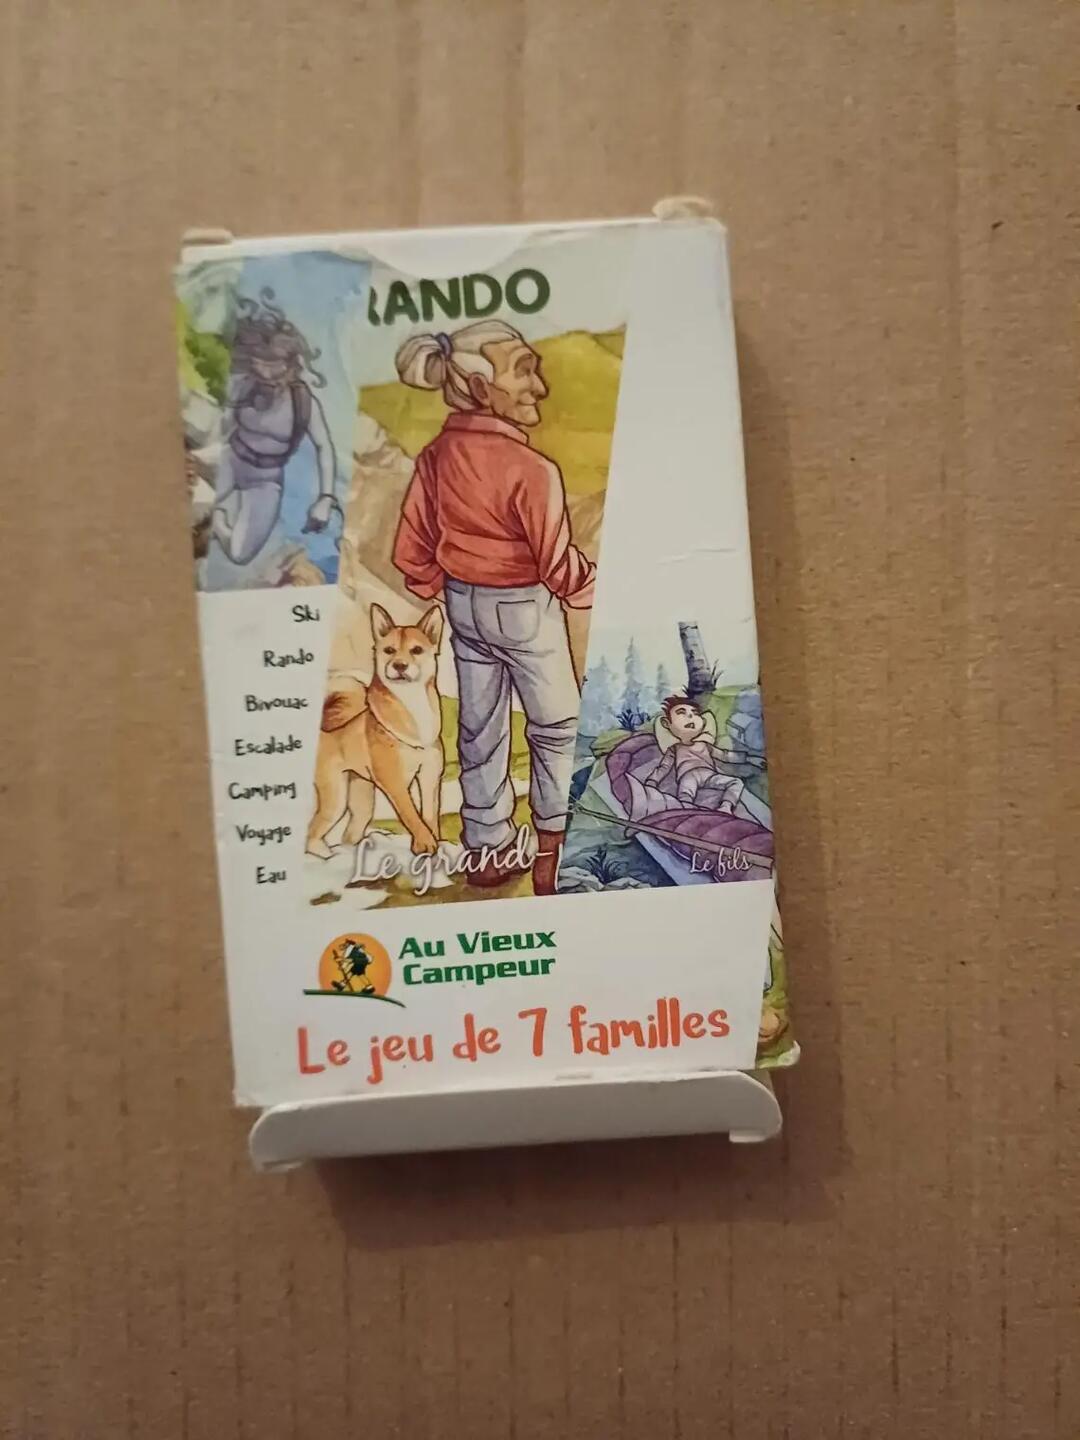 RANDO
Ski
Rando
Bivouac
Escalade
Camping
Voyage
Eau
Le grand-
Le fils
Au Vieux
Campeur
Le jeu de 7 familles